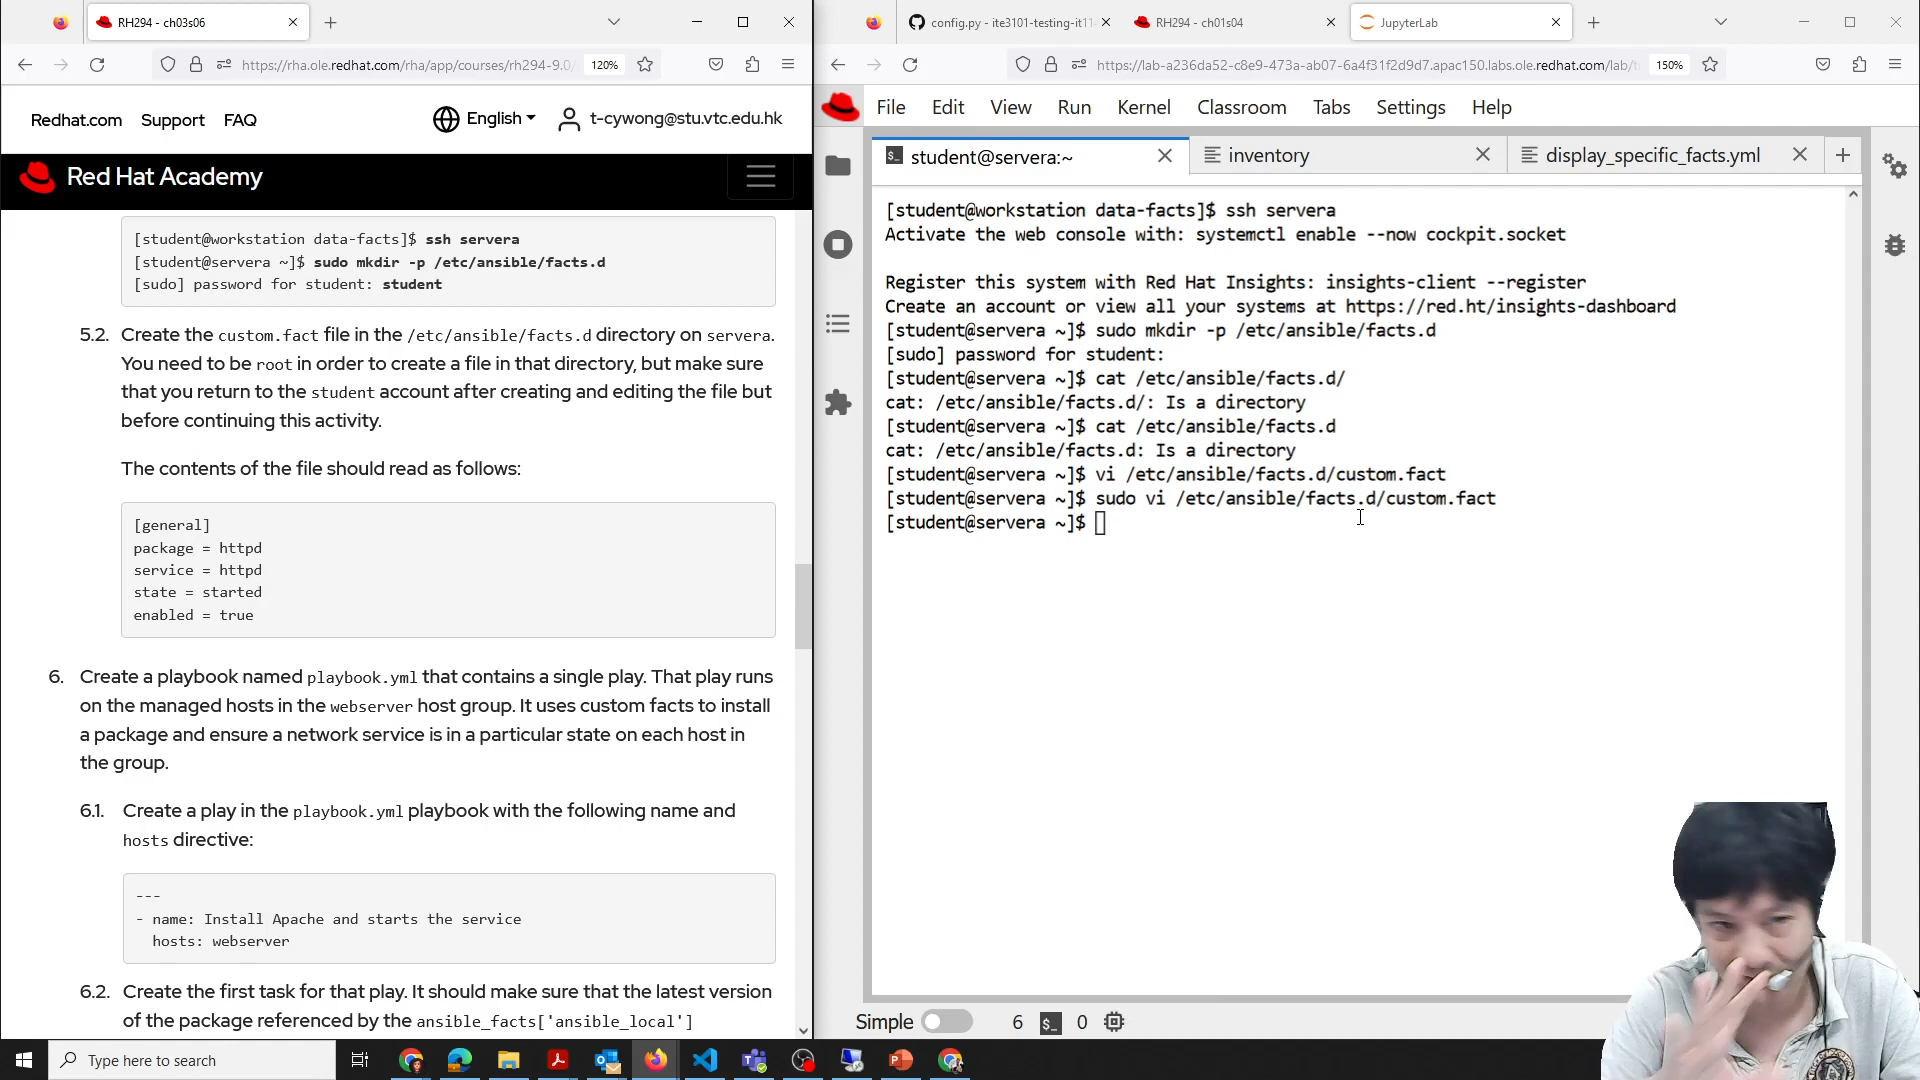 RH294 - ch03s06
https://rha.ole.redhat.com/rha/app/courses/rh294-9.0/
120%
Redhat.com
Support
FAQ
English
t-cywong@stu.vtc.edu.hk
Red Hat Academy
[student@workstation data-facts]$ ssh servera
[student@servera ~]$ sudo mkdir -p /etc/ansible/facts.d
[sudo] password for student: student
5.2. Create the custom.fact file in the /etc/ansible/facts.d directory on servera.
You need to be root in order to create a file in that directory, but make sure
that you return to the student account after creating and editing the file but
before continuing this activity.
The contents of the file should read as follows:
[general]
package = httpd
service = httpd
state = started
enabled = true
6. Create a playbook named playbook.yml that contains a single play. That play runs
on the managed hosts in the webserver host group. It uses custom facts to install
a package and ensure a network service is in a particular state on each host in
the group.
6.1. Create a play in the playbook.yml playbook with the following name and
hosts directive:
---
- name: Install Apache and starts the service
hosts: webserver
6.2. Create the first task for that play. It should make sure that the latest version
of the package referenced by the ansible_facts['ansible_local']
config.py - ite3101-testing-it11
RH294 - ch01s04
JupyterLab
https://lab-a236da52-c8e9-473a-ab07-6a4f31f2d9d7.apac150.labs.ole.redhat.com/lab/
150%
File
Edit
View
Run
Kernel
Classroom
Tabs
Settings
Help
student@servera:~
inventory
display_specific_facts.yml
[student@workstation data-facts]$ ssh servera
Activate the web console with: systemctl enable --now cockpit.socket
Register this system with Red Hat Insights: insights-client --register
Create an account or view all your systems at https://red.ht/insights-dashboard
[student@servera ~]$ sudo mkdir -p /etc/ansible/facts.d
[sudo] password for student:
[student@servera ~]$ cat /etc/ansible/facts.d/
cat: /etc/ansible/facts.d/: Is a directory
[student@servera ~]$ cat /etc/ansible/facts.d
cat: /etc/ansible/facts.d: Is a directory
[student@servera ~]$ vi /etc/ansible/facts.d/custom.fact
[student@servera ~]$ sudo vi /etc/ansible/facts.d/custom.fact
[student@servera ~]$
Simple
6
0
Type here to search